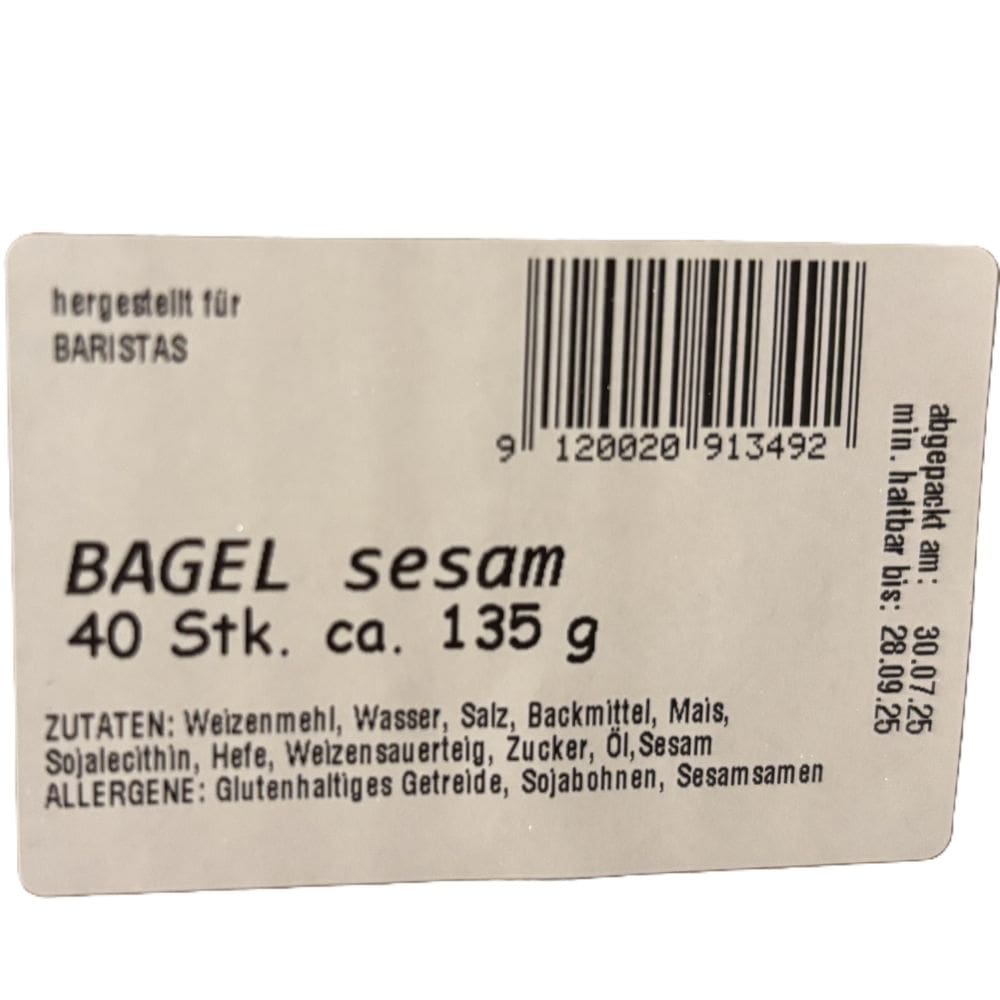 hergestellt für
BARISTAS
9 120020 913492
abgepackt am: 30.07.25
min. haltbar bis: 28.09.25
BAGEL sesam
40 Stk. ca. 135 g
ZUTATEN: Weizenmehl, Wasser, Salz, Backmittel, Mais,
Sojalecithin, Hefe, Weizensauerteig, Zucker, Öl,Sesam
ALLERGENE: Glutenhaltiges Getreide, Sojabohnen, Sesamsamen